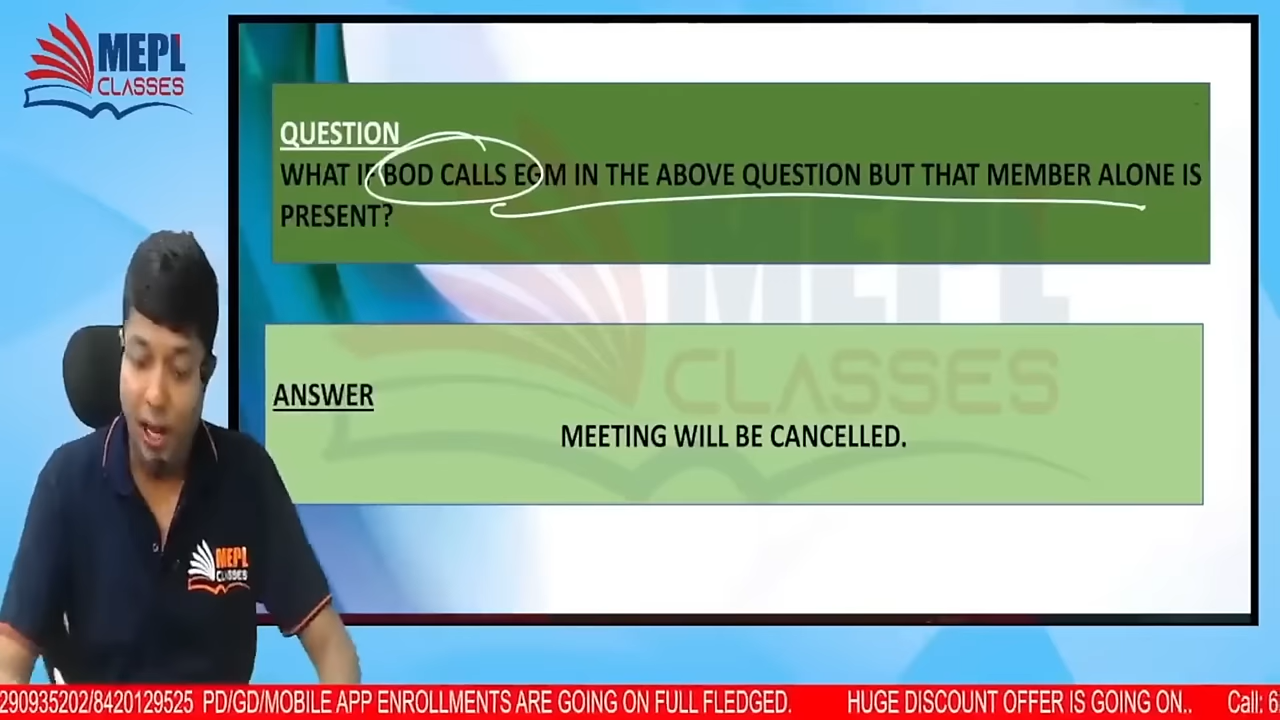 MEPL
CLASSES
QUESTION
WHAT IF BOD CALLS EGM IN THE ABOVE QUESTION BUT THAT MEMBER ALONE IS
PRESENT?
MEPL
CLASSES
ANSWER
MEETING WILL BE CANCELLED.
MEPL
CLASSES
290935202/8420129525 PD/GD/MOBILE APP ENROLLMENTS ARE GOING ON FULL FLEDGED. HUGE DISCOUNT OFFER IS GOING ON.. Call: 6